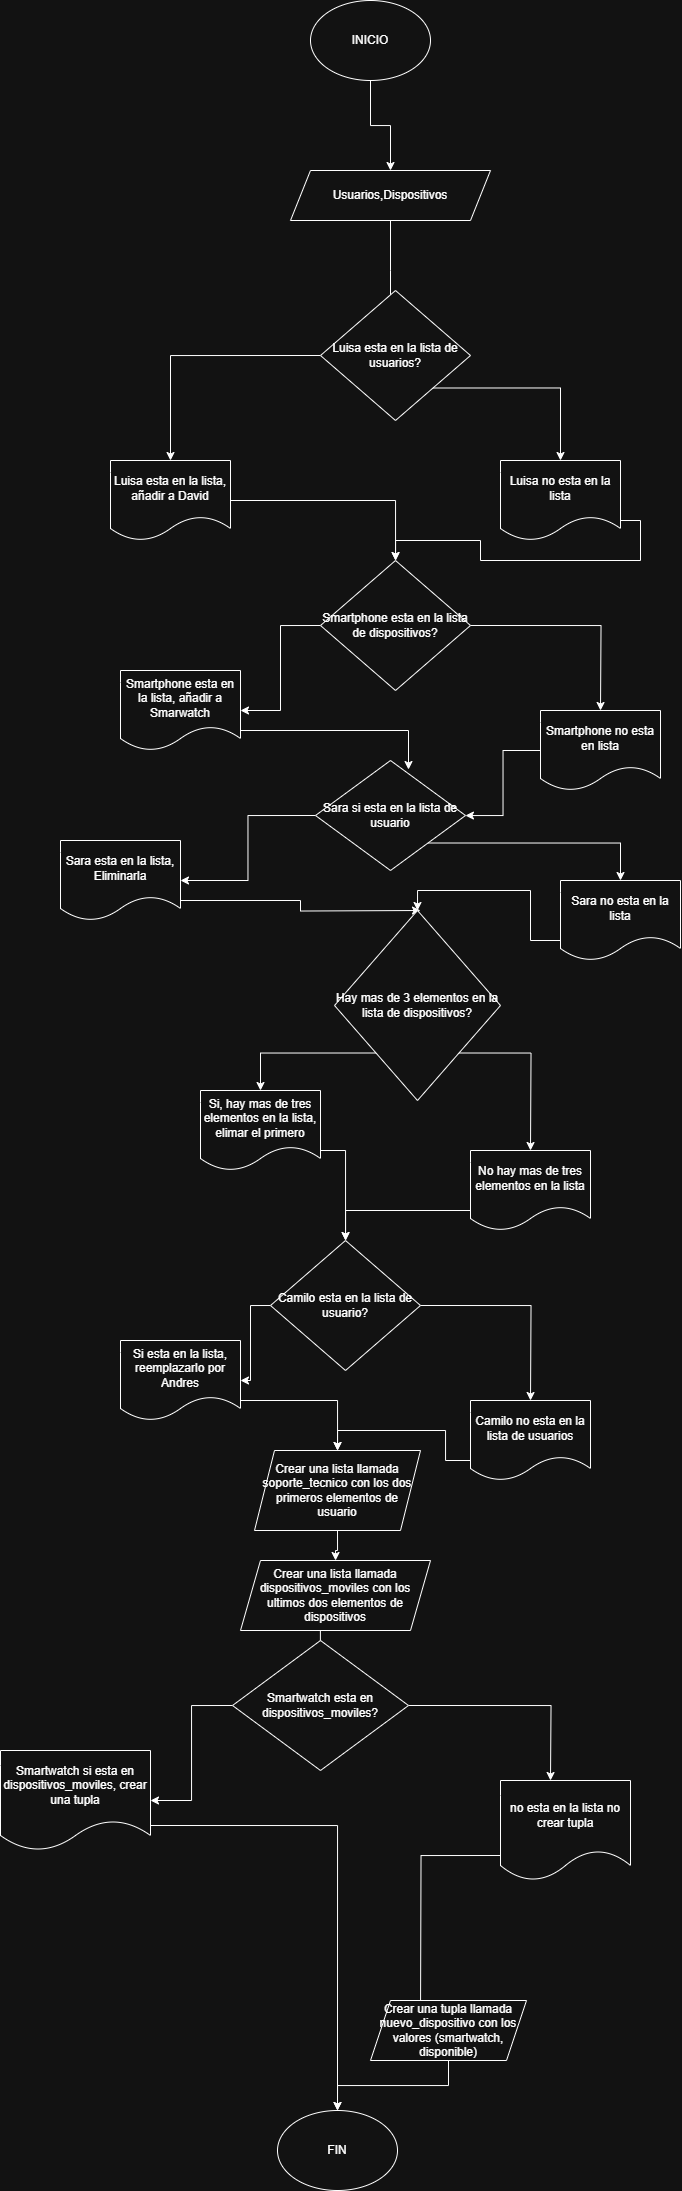 INICIO
Usuarios,Dispositivos
Luisa esta en la lista de
usuarios?
Luisa esta en la lista,
añadir a David
Luisa no esta en la
lista
Smartphone esta en la lista
de dispositivos?
Smartphone esta en
la lista, añadir a
Smarwatch
Smartphone no esta
en lista
Sara si esta en la lista de
usuario
Sara esta en la lista,
Eliminarla
Sara no esta en la
lista
Hay mas de 3 elementos en la
lista de dispositivos?
Si, hay mas de tres
elementos en la lista,
elimar el primero
No hay mas de tres
elementos en la lista
Camilo esta en la lista de
usuario?
Si esta en la lista,
reemplazarlo por
Andres
Camilo no esta en la
lista de usuarios
Crear una lista llamada
soporte_tecnico con los dos
primeros elementos de
usuario
Crear una lista llamada
dispositivos_moviles con los
ultimos dos elementos de
dispositivos
Smartwatch esta en
dispositivos_moviles?
Smartwatch si esta en
dispositivos_moviles, crear
una tupla
no esta en la lista no
crear tupla
Crear una tupla llamada
nuevo_dispositivo con los
valores (smartwatch,
disponible)
FIN